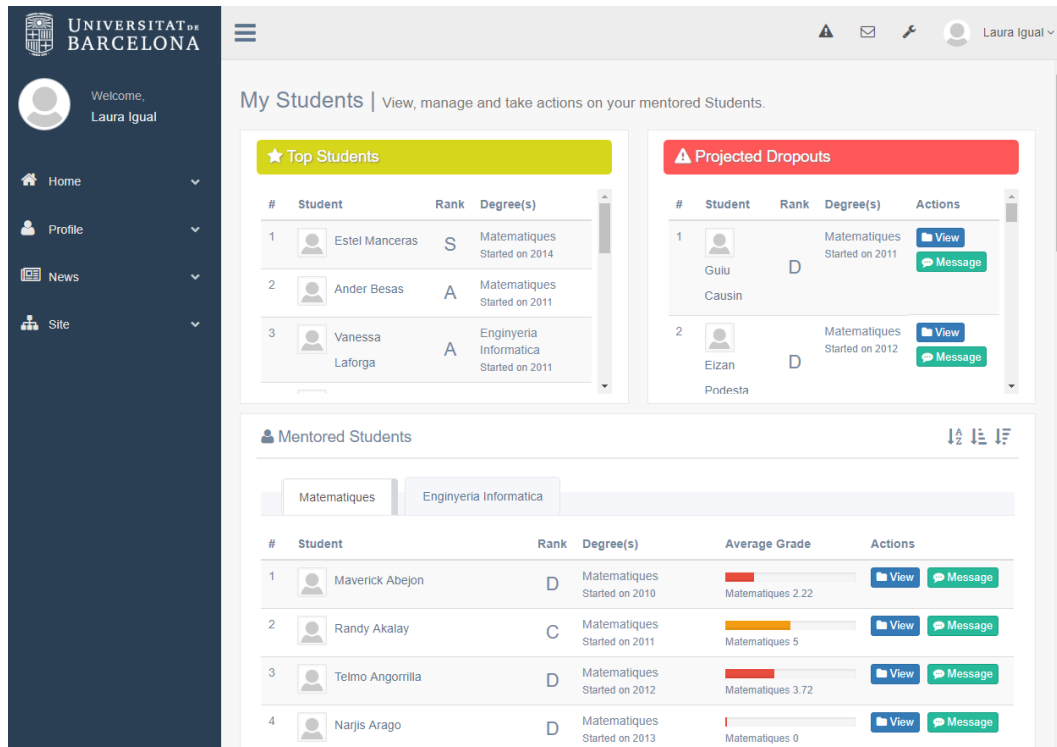 UNIVERSITAT DE
BARCELONA
Laura Igual
Welcome,
Laura Igual
Home
Profile
News
Site
My Students | View, manage and take actions on your mentored Students.
Top Students
# Student Rank Degree(s)
1 Estel Manceras S Matematiques
Started on 2014
2 Ander Besas A Matematiques
Started on 2011
3 Vanessa Laforga A Enginyeria
Informatica
Started on 2011
Projected Dropouts
# Student Rank Degree(s) Actions
1 Matematiques View
Started on 2011
Message
Guiu D
Causin
2 Matematiques View
Started on 2012
Message
Eizan D
Podesta
Mentored Students
Matematiques Enginyeria Informatica
# Student Rank Degree(s) Average Grade Actions
1 Maverick Abejon D Matematiques View Message
Started on 2010 Matematiques 2.22
2 Randy Akalay C Matematiques View Message
Started on 2011 Matematiques 5
3 Telmo Angorrilla D Matematiques View Message
Started on 2012 Matematiques 3.72
4 Narjis Arago D Matematiques View Message
Started on 2013 Matematiques 0